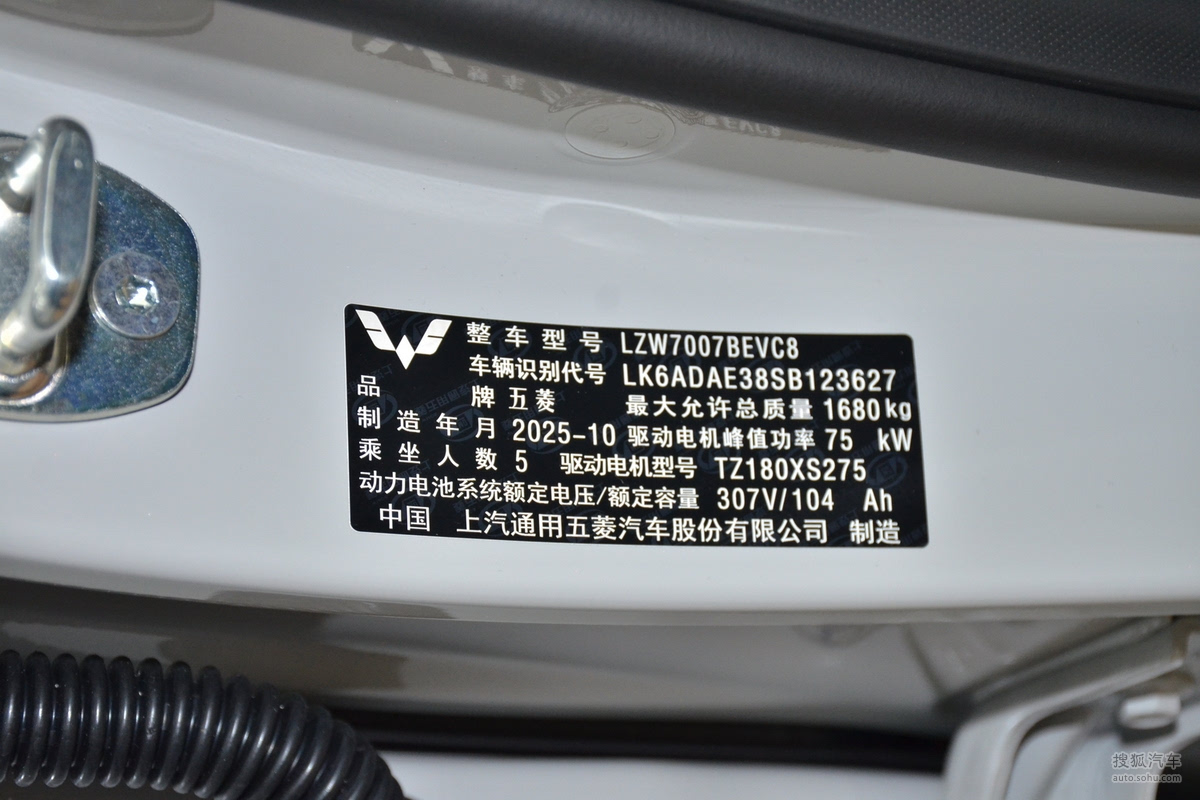 整车型号 LZW7007BEVC8
车辆识别代号 LK6ADAE38SB123627
品牌 五菱 最大允许总质量 1680kg
制造年月 2025-10 驱动电机峰值功率 75 kW
乘坐人数 5 驱动电机型号 TZ180XS275
动力电池系统额定电压/额定容量 307V/104 Ah
中国 上汽通用五菱汽车股份有限公司 制造
搜狐汽车
auto.sohu.com